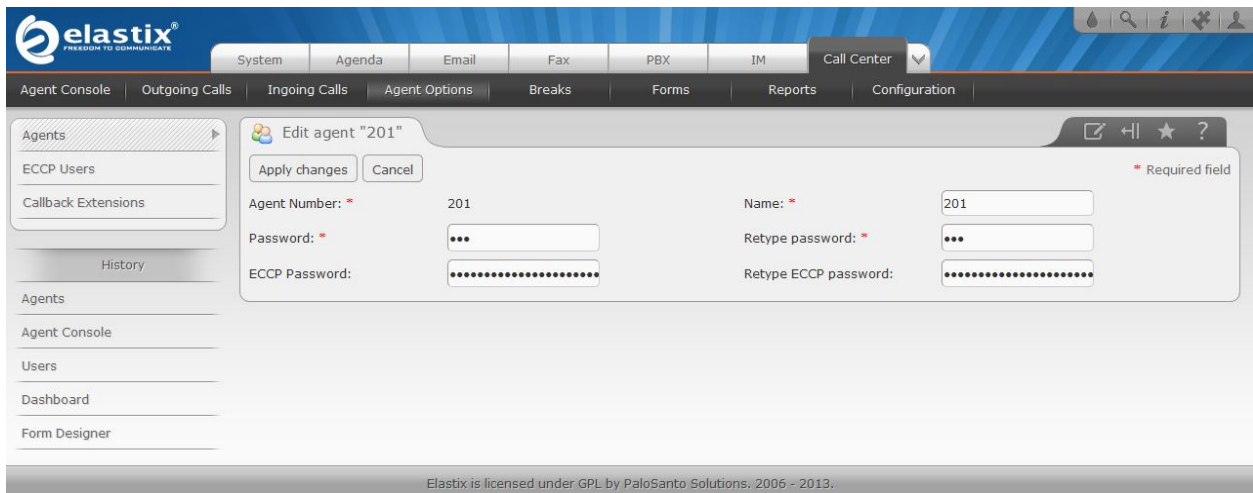 elastix®
FREEDOM TO COMMUNICATE
System Agenda Email Fax PBX IM Call Center
Agent Console Outgoing Calls Ingoing Calls Agent Options Breaks Forms Reports Configuration
Agents
ECCP Users
Callback Extensions
History
Agents
Agent Console
Users
Dashboard
Form Designer
Edit agent "201"
Apply changes Cancel * Required field
Agent Number: * 201 Name: * 201
Password: * ••• Retype password: * •••
ECCP Password: •••••••••••••••••••••• Retype ECCP password: ••••••••••••••••••••••
Elastix is licensed under GPL by PaloSanto Solutions. 2006 - 2013.